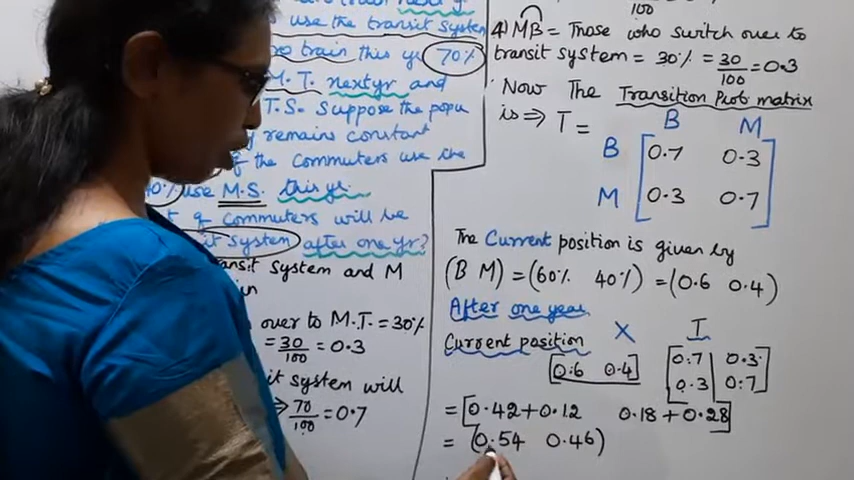 next yr
use the transit system
train this yr 70%
M.T. next yr and
T.S. Suppose the popu
remains constant
of the commuters use the
use M.S. this yr.
of commuters will be
system after one yr?
system and M
over to M.T. = 30%
= 30/100 = 0.3
system will
⇒ 70/100 = 0.7
100
4) MB = Those who switch over to
transit system = 30% = 30/100 = 0.3
Now The Transition Prob matrix
is ⇒ T =
B M
B [0.7 0.3
M 0.3 0.7]
The Current position is given by
(B M) = (60% 40%) = (0.6 0.4)
After one year
Current position X T
[0.6 0.4] [0.7 0.3
0.3 0.7]
= [0.42+0.12 0.18+0.28]
= (0.54 0.46)